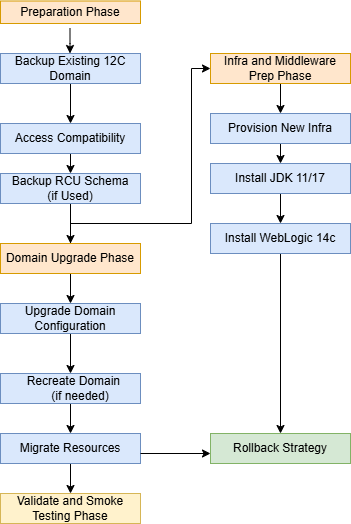 Preparation Phase
Backup Existing 12C
Domain
Access Compatibility
Backup RCU Schema
(if Used)
Domain Upgrade Phase
Upgrade Domain
Configuration
Recreate Domain
(if needed)
Migrate Resources
Validate and Smoke
Testing Phase
Infra and Middleware
Prep Phase
Provision New Infra
Install JDK 11/17
Install WebLogic 14c
Rollback Strategy